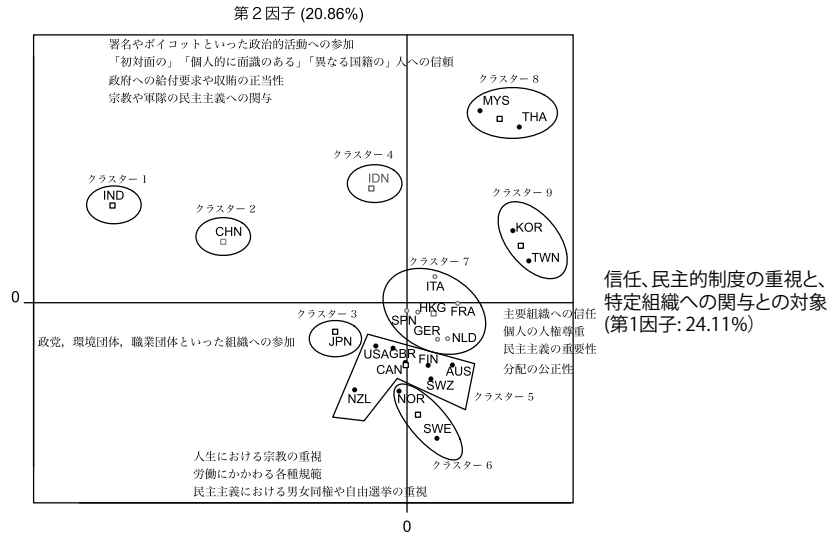 第２因子 (20.86%)
署名やボイコットといった政治的活動への参加
「初対面の」「個人的に面識のある」「異なる国籍の」人への信頼
政府への給付要求や収賄の正当性
宗教や軍隊の民主主義への関与
クラスター 8
MYS
THA
クラスター 4
IDN
クラスター 1
IND
クラスター 9
クラスター 2
CHN
KOR
TWN
クラスター 7
ITA
0
信任、民主的制度の重視と、
特定組織への関与との対象
(第1因子: 24.11%)
クラスター 3
SPN
HKG
FRA
主要組織への信任
GER
個人の人権尊重
JPN
NLD
政党，環境団体，職業団体といった組織への参加
民主主義の重要性
USA
GBR
FIN
CAN
AUS
分配の公正性
SWZ
NZL
NOR
クラスター 5
SWE
人生における宗教の重視
クラスター 6
労働にかかわる各種規範
民主主義における男女同権や自由選挙の重視
0